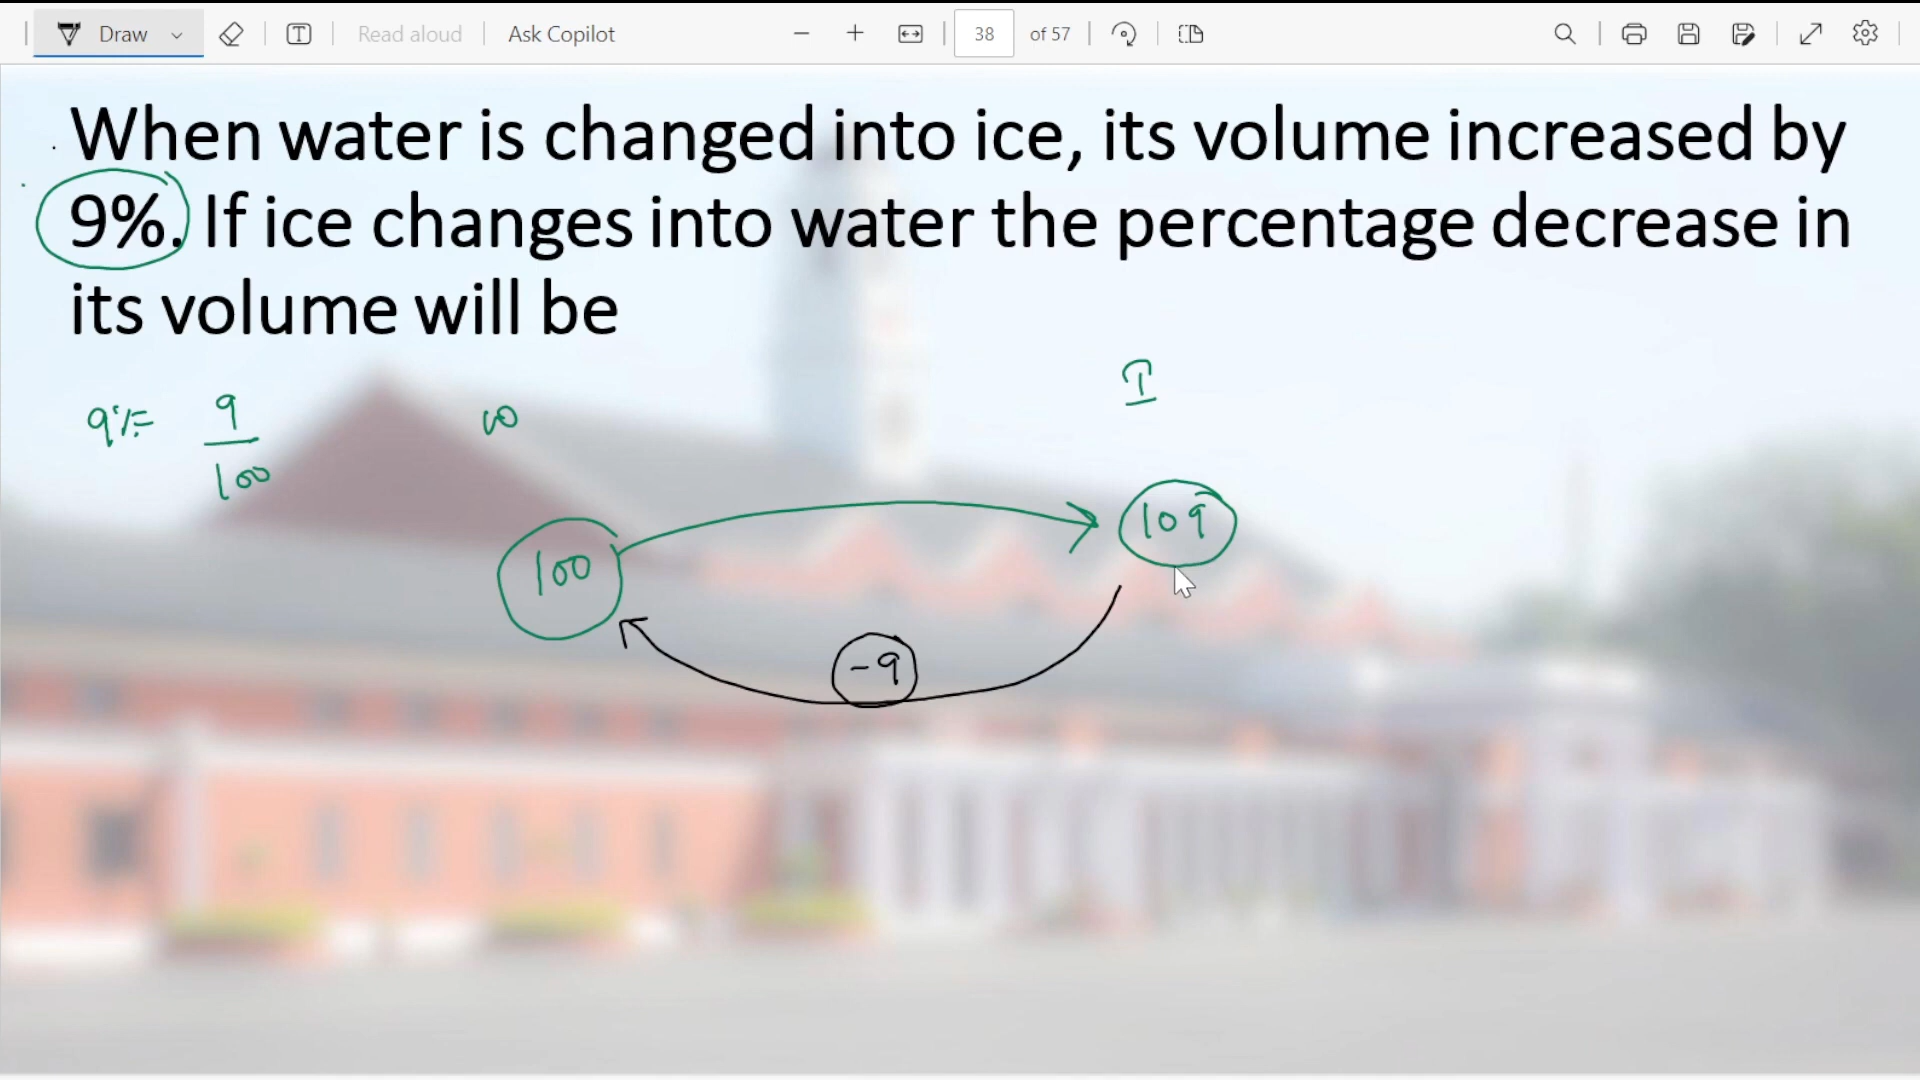 Draw
Read aloud
Ask Copilot
38
of 57
When water is changed into ice, its volume increased by
9%. If ice changes into water the percentage decrease in
its volume will be
9%= 9
100
W
I
100
109
-9